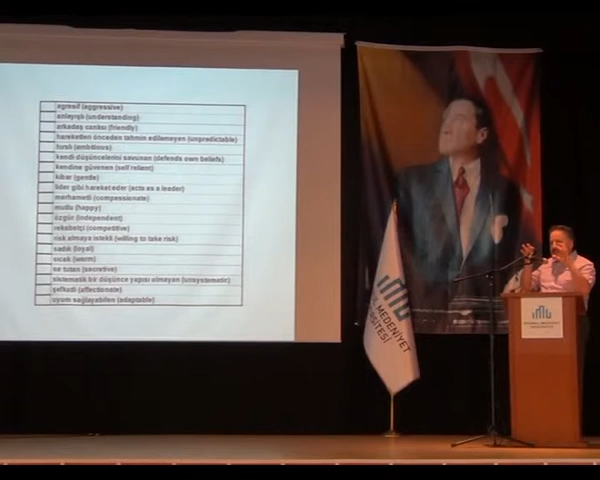 agresif (aggressive)
anlayışlı (understanding)
arkadaş canlısı (friendly)
hareketleri önceden tahmin edilemeyen (unpredictable)
hırslı (ambitious)
kendi düşüncelerini savunan (defends own beliefs)
kendine güvenen (self relient)
kibar (gentle)
lider gibi hareket eder (acts as a leader)
merhametli (compessionate)
mutlu (happy)
özgür (independent)
rekabetçi (competitive)
risk almaya istekli (willing to take risk)
sadık (loyal)
sıcak (warm)
sır tutan (secretive)
sistematik bir düşünce yapısı olmayan (unsystematic)
şefkatli (affectionate)
uyum sağlayabilen (adaptable)
MEDENİYET